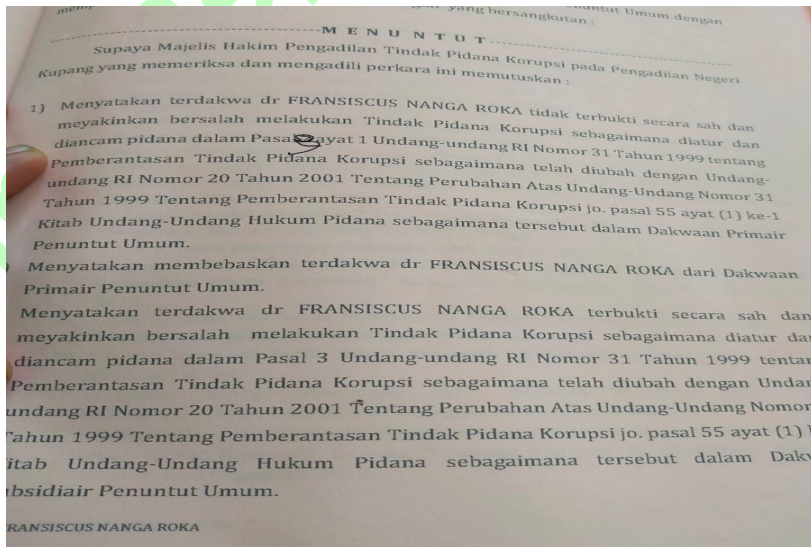 yang bersangkutan :
Umum dengan
MENUNTUT
Supaya Majelis Hakim Pengadilan Tindak Pidana Korupsi pada Pengadilan Negeri
Kupang yang memeriksa dan mengadili perkara ini memutuskan :
1) Menyatakan terdakwa dr FRANSISCUS NANGA ROKA tidak terbukti secara sah dan
meyakinkan bersalah melakukan Tindak Pidana Korupsi sebagaimana diatur dan
diancam pidana dalam Pasal ayat 1 Undang-undang RI Nomor 31 Tahun 1999 tentang
Pemberantasan Tindak Pidana Korupsi sebagaimana telah diubah dengan Undang-
undang RI Nomor 20 Tahun 2001 Tentang Perubahan Atas Undang-Undang Nomor 31
Tahun 1999 Tentang Pemberantasan Tindak Pidana Korupsi jo. pasal 55 ayat (1) ke-1
Kitab Undang-Undang Hukum Pidana sebagaimana tersebut dalam Dakwaan Primair
Penuntut Umum.
) Menyatakan membebaskan terdakwa dr FRANSISCUS NANGA ROKA dari Dakwaan
Primair Penuntut Umum.
Menyatakan terdakwa dr FRANSISCUS NANGA ROKA terbukti secara sah dan
meyakinkan bersalah melakukan Tindak Pidana Korupsi sebagaimana diatur dan
diancam pidana dalam Pasal 3 Undang-undang RI Nomor 31 Tahun 1999 tentan
Pemberantasan Tindak Pidana Korupsi sebagaimana telah diubah dengan Undan
undang RI Nomor 20 Tahun 2001 Tentang Perubahan Atas Undang-Undang Nomor
Tahun 1999 Tentang Pemberantasan Tindak Pidana Korupsi jo. pasal 55 ayat (1)
itab Undang-Undang Hukum Pidana sebagaimana tersebut dalam Dakw
bsidiair Penuntut Umum.
RANSISCUS NANGA ROKA